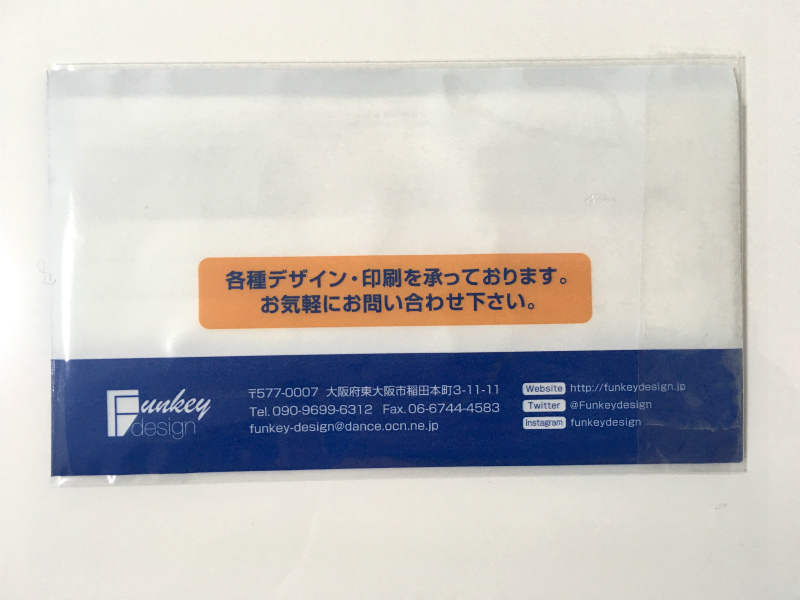 各種デザイン・印刷を承っております。
お気軽にお問い合わせ下さい。
Funkey
design
〒577-0007 大阪府東大阪市稲田本町3-11-11
Tel. 090-9699-6312 Fax. 06-6744-4583
funkey-design@dance.ocn.ne.jp
Website http://funkeydesign.jp
Twitter @Funkeydesign
Instagram funkeydesign